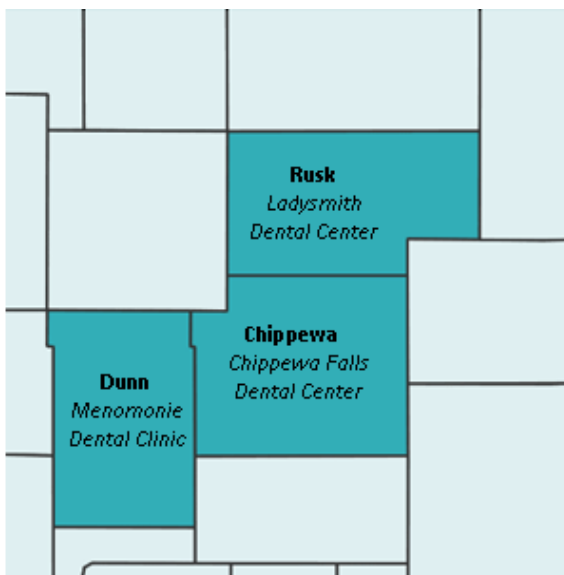 Rusk
Ladysmith
Dental Center
Chippewa
Chippewa Falls
Dental Center
Dunn
Menomonie
Dental Clinic